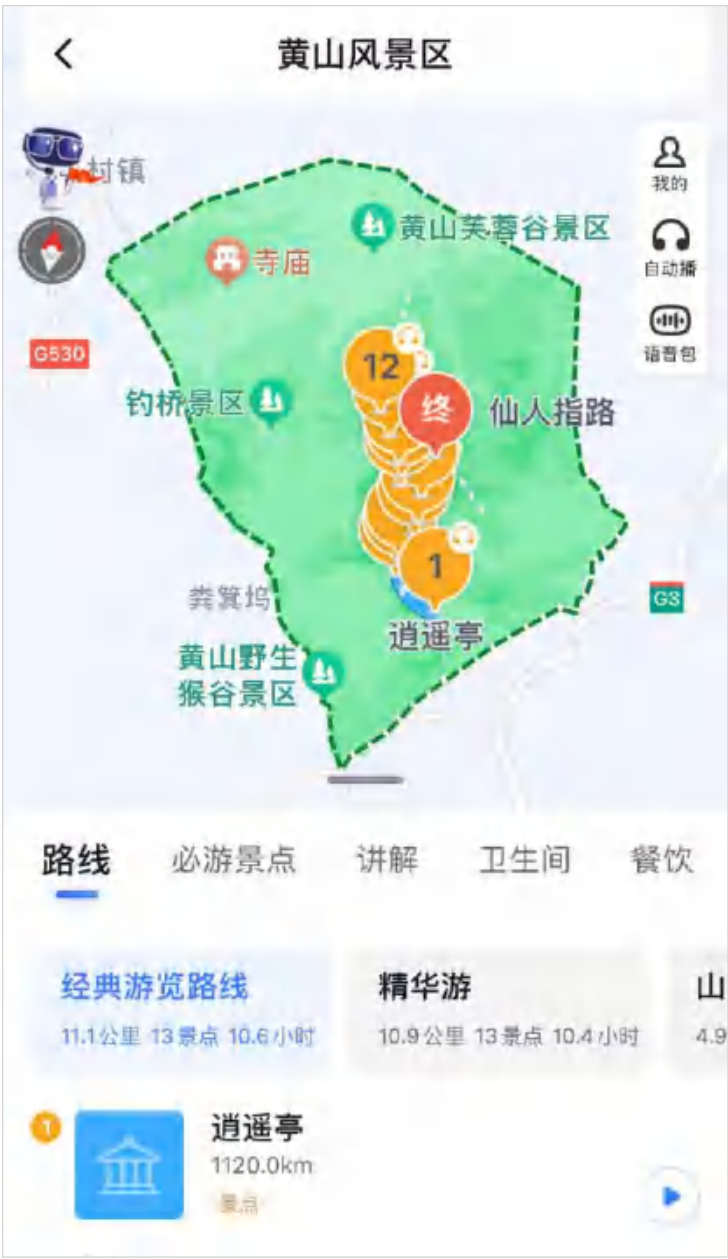 黄山风景区
村镇
我的
黄山芙蓉谷景区
寺庙
自动播
G530
12
语音包
钓桥景区
终
仙人指路
1
粪箕坞
G3
逍遥亭
黄山野生
猴谷景区
路线 必游景点 讲解 卫生间 餐饮
经典游览路线 精华游 山
11.1公里 13景点 10.6小时 10.9公里 13景点 10.4小时 4.9
1 逍遥亭
1120.0km
景点